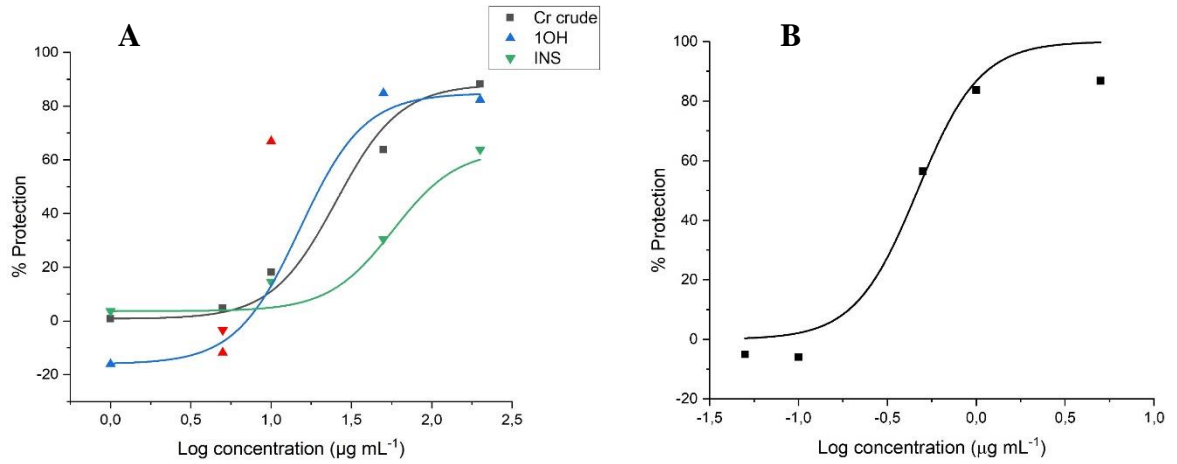 A
Cr crude
1OH
INS
% Protection
100
80
60
40
20
0
-20
0,0
0,5
1,0
1,5
2,0
2,5
Log concentration (µg mL⁻¹)
B
% Protection
100
80
60
40
20
0
-20
-1,5
-1,0
-0,5
0,0
0,5
1,0
Log concentration (µg mL⁻¹)